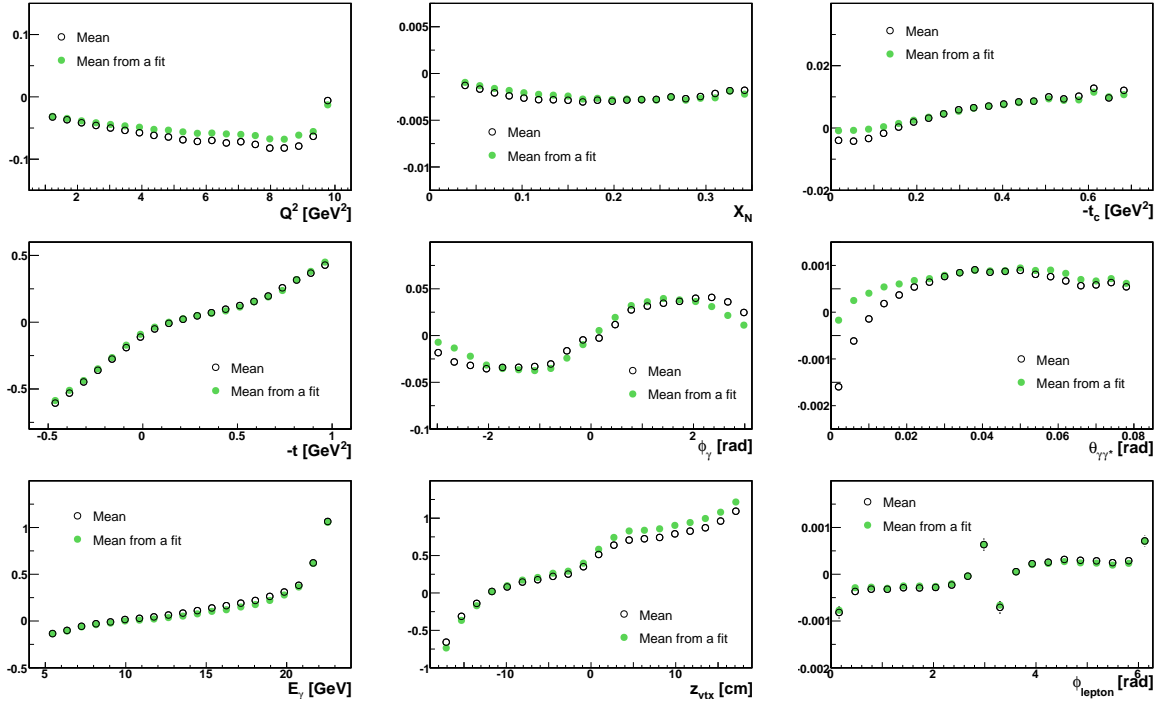 0.1
0
-0.1
2 4 6 8 10
Mean
Mean from a fit
Q² [GeV²]
0.005
0
-0.005
-0.01
0 0.1 0.2 0.3
Mean
Mean from a fit
X_N
0.02
0
-0.02
0 0.2 0.4 0.6
Mean
Mean from a fit
-t_c [GeV²]
0.5
0
-0.5
-0.5 0 0.5 1
Mean
Mean from a fit
-t [GeV²]
0.1
0.05
0
-0.05
-0.1
-2 0 2
Mean
Mean from a fit
ϕ_γ [rad]
0.001
0
-0.001
-0.002
0 0.02 0.04 0.06 0.08
Mean
Mean from a fit
θ_γγ* [rad]
1
0.5
0
-0.5
5 10 15 20
Mean
Mean from a fit
E_γ [GeV]
1
0.5
0
-0.5
-1
-10 0 10
Mean
Mean from a fit
z_vtx [cm]
0.001
0
-0.001
-0.002
0 2 4 6
Mean
Mean from a fit
ϕ_lepton [rad]